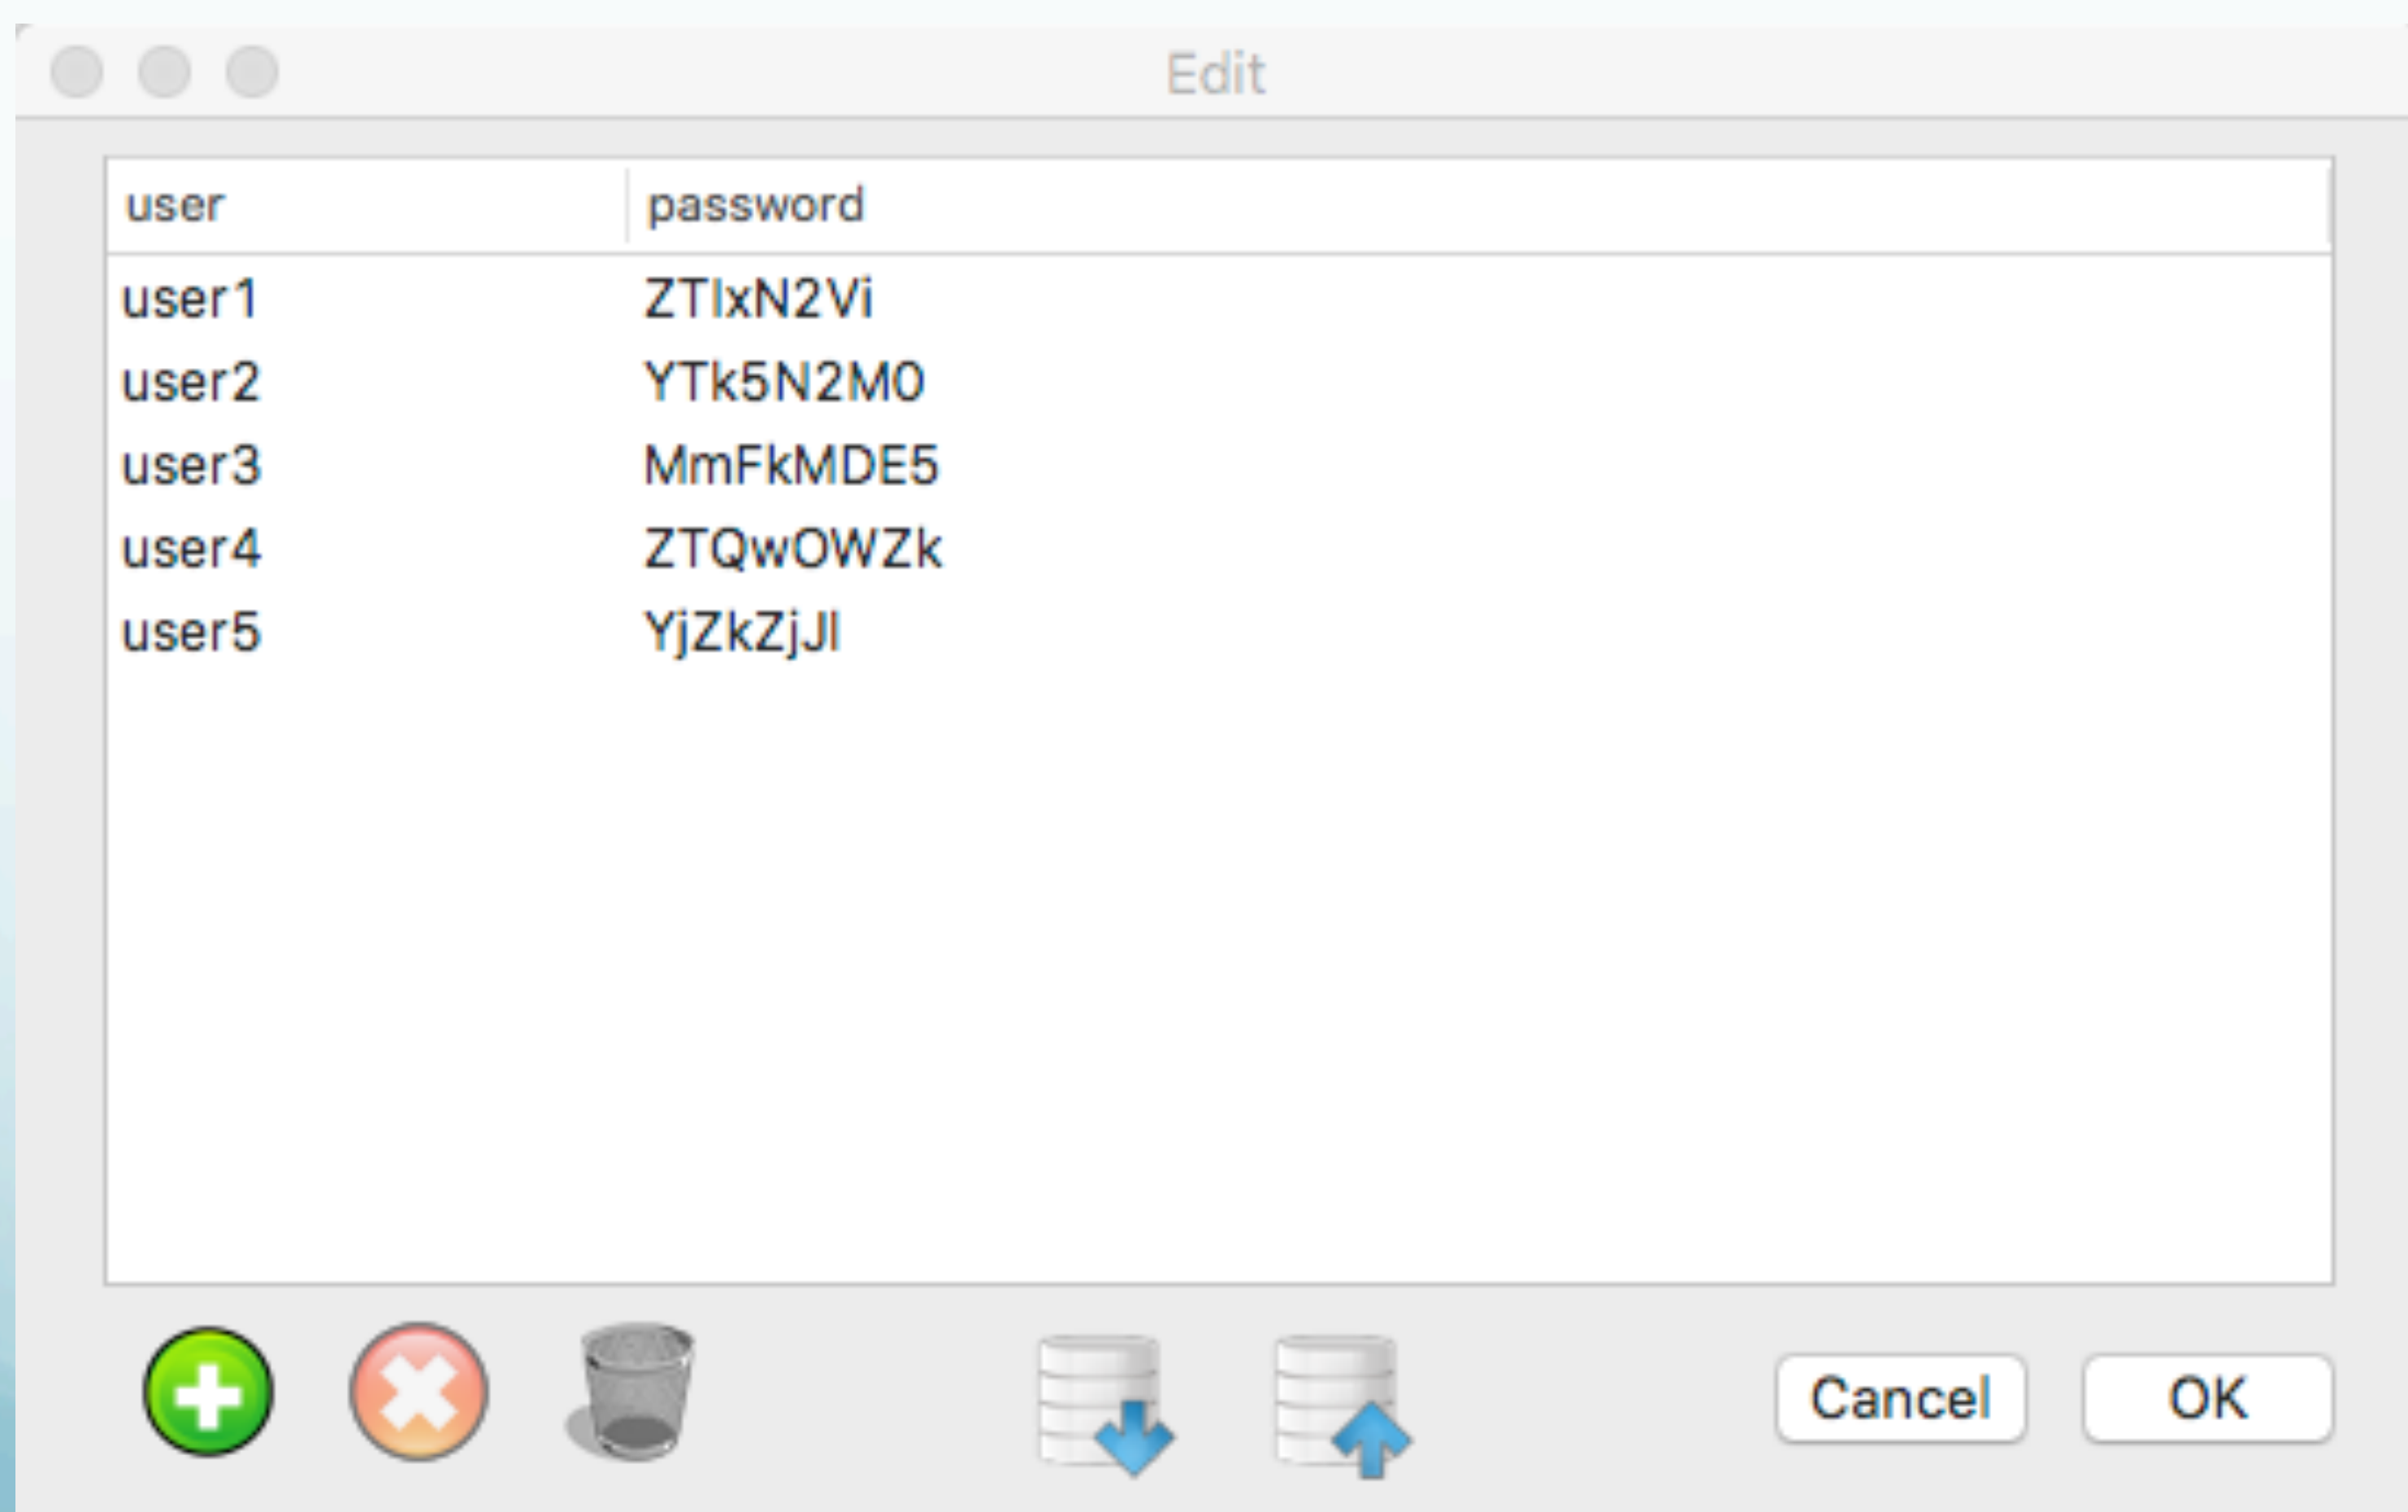 Edit
user password
user1 ZTIxN2Vi
user2 YTk5N2M0
user3 MmFkMDE5
user4 ZTQwOWZk
user5 YjZkZjJl
Cancel OK